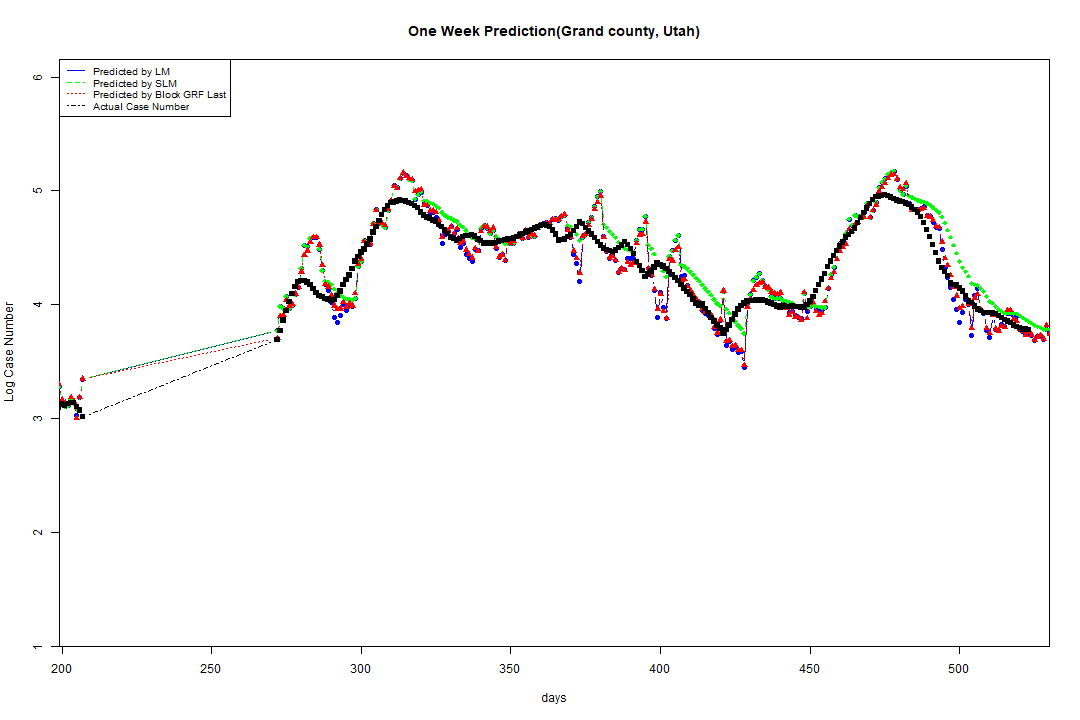 One Week Prediction(Grand county, Utah)
Predicted by LM
Predicted by SLM
Predicted by Block GRF Last
Actual Case Number
6
5
4
3
2
1
Log Case Number
200 250 300 350 400 450 500
days